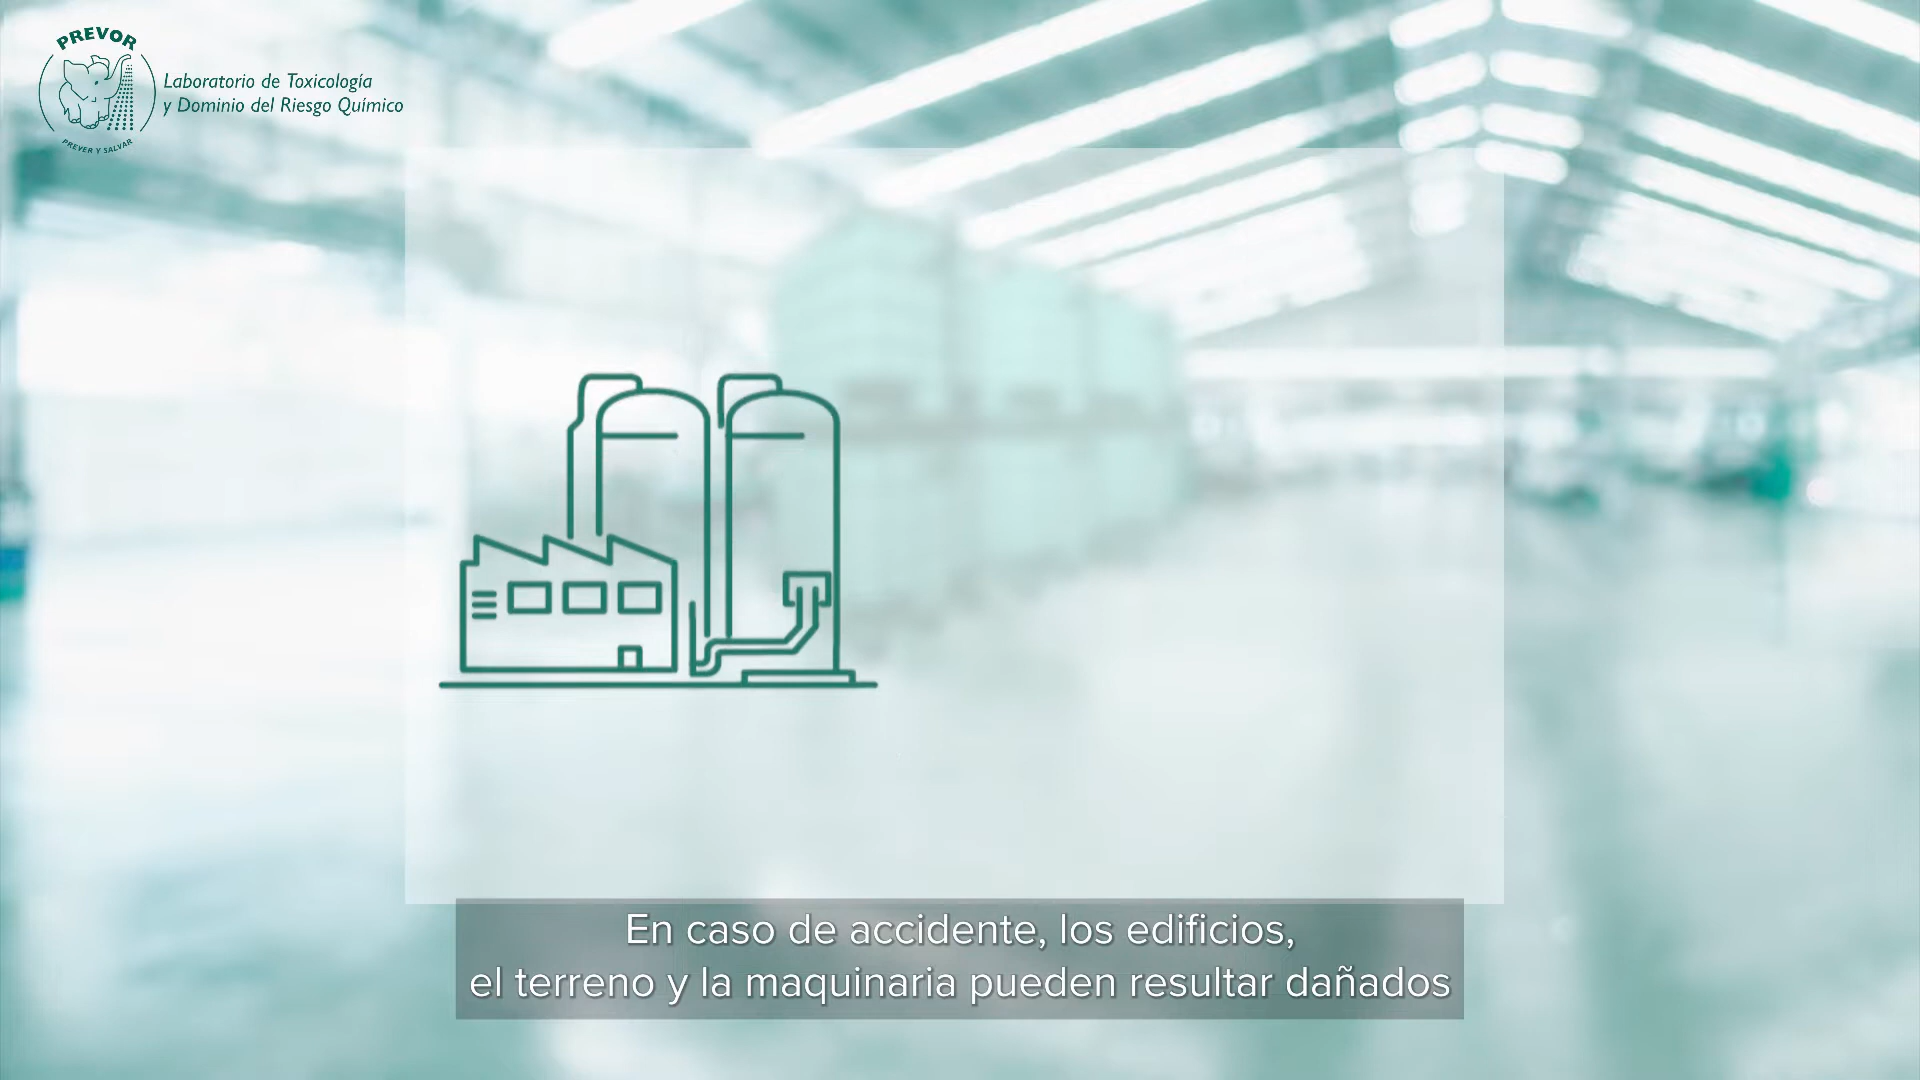 PREVOR
Laboratorio de Toxicología
y Dominio del Riesgo Químico
PREVER Y SALVAR
En caso de accidente, los edificios,
el terreno y la maquinaria pueden resultar dañados